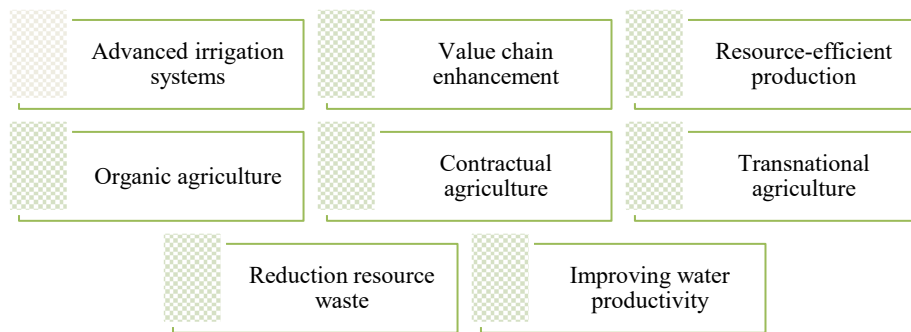 Advanced irrigation
systems
Value chain
enhancement
Resource-efficient
production
Organic agriculture
Contractual
agriculture
Transnational
agriculture
Reduction resource
waste
Improving water
productivity